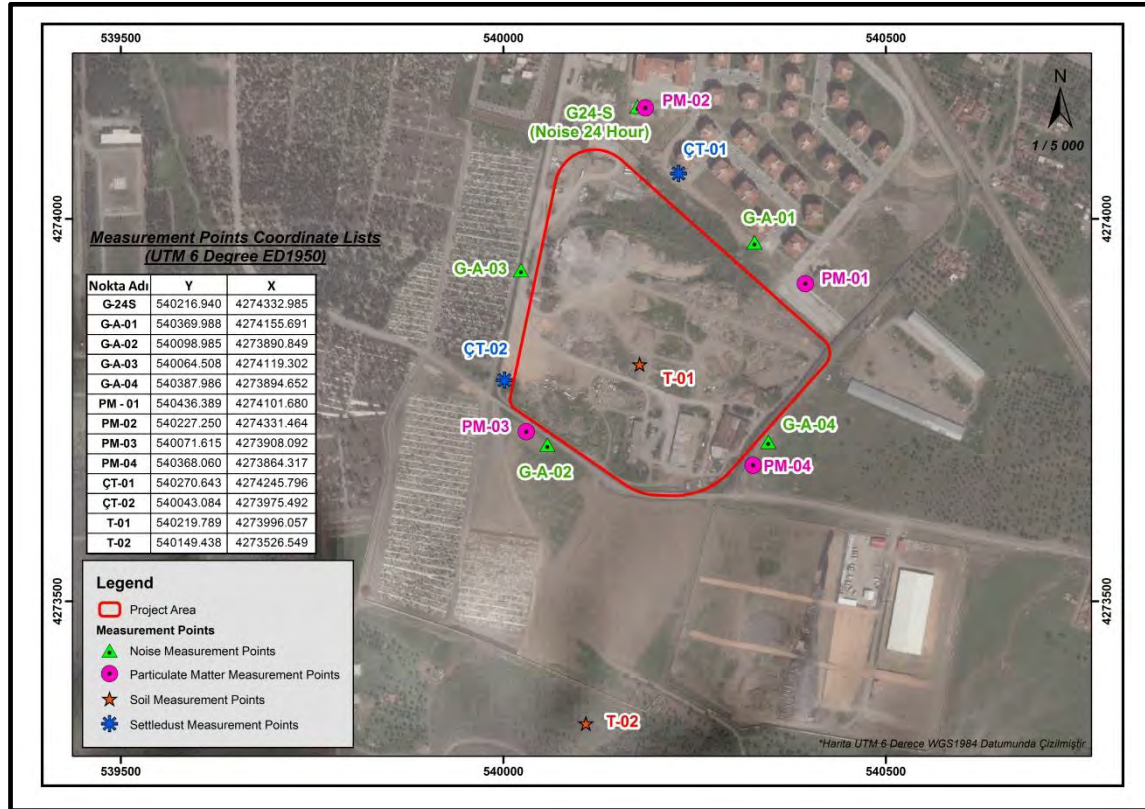 539500
540000
540500
N
1 / 5 000
4274000
4274000
4273500
4273500
PM-02
G24-S
(Noise 24 Hour)
ÇT-01
G-A-01
G-A-03
PM-01
ÇT-02
T-01
PM-03
G-A-04
G-A-02
PM-04
T-02
Measurement Points Coordinate Lists
(UTM 6 Degree ED1950)
Nokta Adı Y X
G-24S 540216.940 4274332.985
G-A-01 540369.988 4274155.691
G-A-02 540098.985 4273890.849
G-A-03 540064.508 4274119.302
G-A-04 540387.986 4273894.652
PM - 01 540436.389 4274101.680
PM-02 540227.250 4274331.464
PM-03 540071.615 4273908.092
PM-04 540368.060 4273864.317
ÇT-01 540270.643 4274245.796
ÇT-02 540043.084 4273975.492
T-01 540219.789 4273996.057
T-02 540149.438 4273526.549
Legend
Project Area
Measurement Points
Noise Measurement Points
Particulate Matter Measurement Points
Soil Measurement Points
Settledust Measurement Points
*Harita UTM 6 Derece WGS1984 Datumunda Çizilmiştir
539500
540000
540500